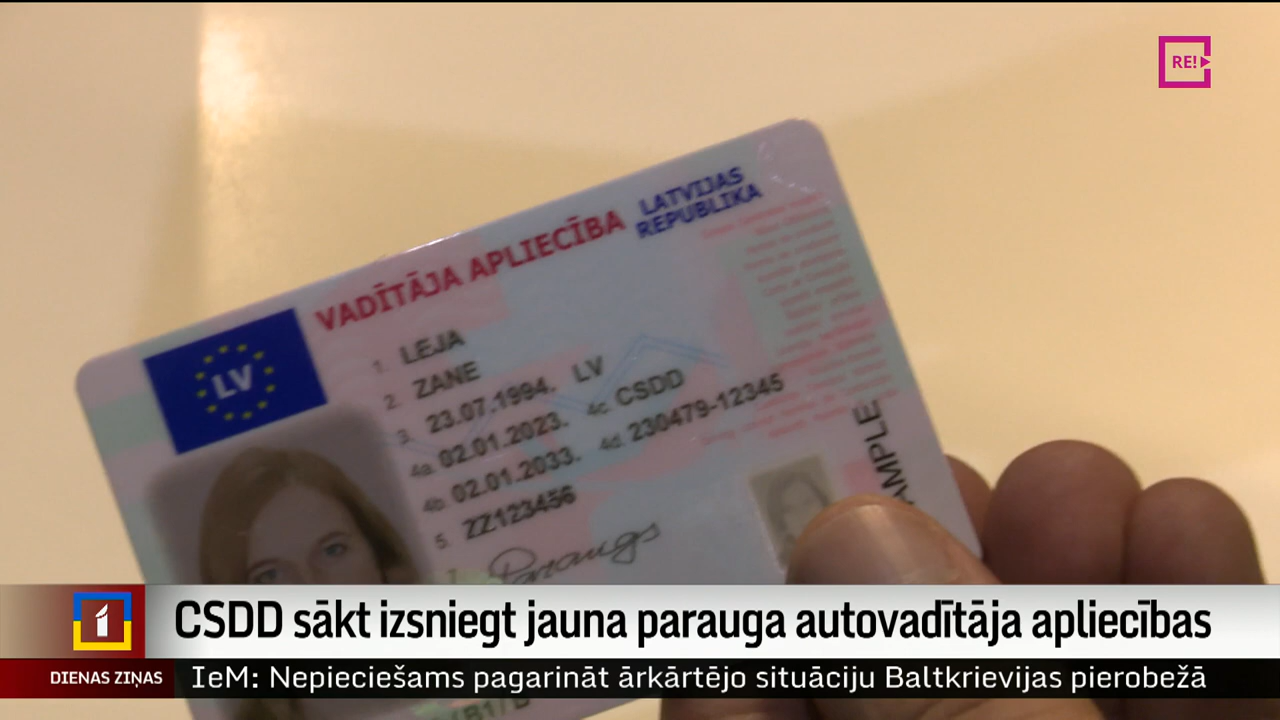 RE!
VADĪTĀJA APLIECĪBA
LATVIJAS
REPUBLIKA
LV
1. LEJA
2. ZANE
3. 23.07.1994. LV
4a. 02.01.2023. 4c. CSDD
4b. 02.01.2033. 4d. 230479-12345
5. ZZ123456
7. Paraugs
AMPLE
/B1/B
1
CSDD sākt izsniegt jauna parauga autovadītāja apliecības
DIENAS ZIŅAS
IeM: Nepieciešams pagarināt ārkārtējo situāciju Baltkrievijas pierobežā